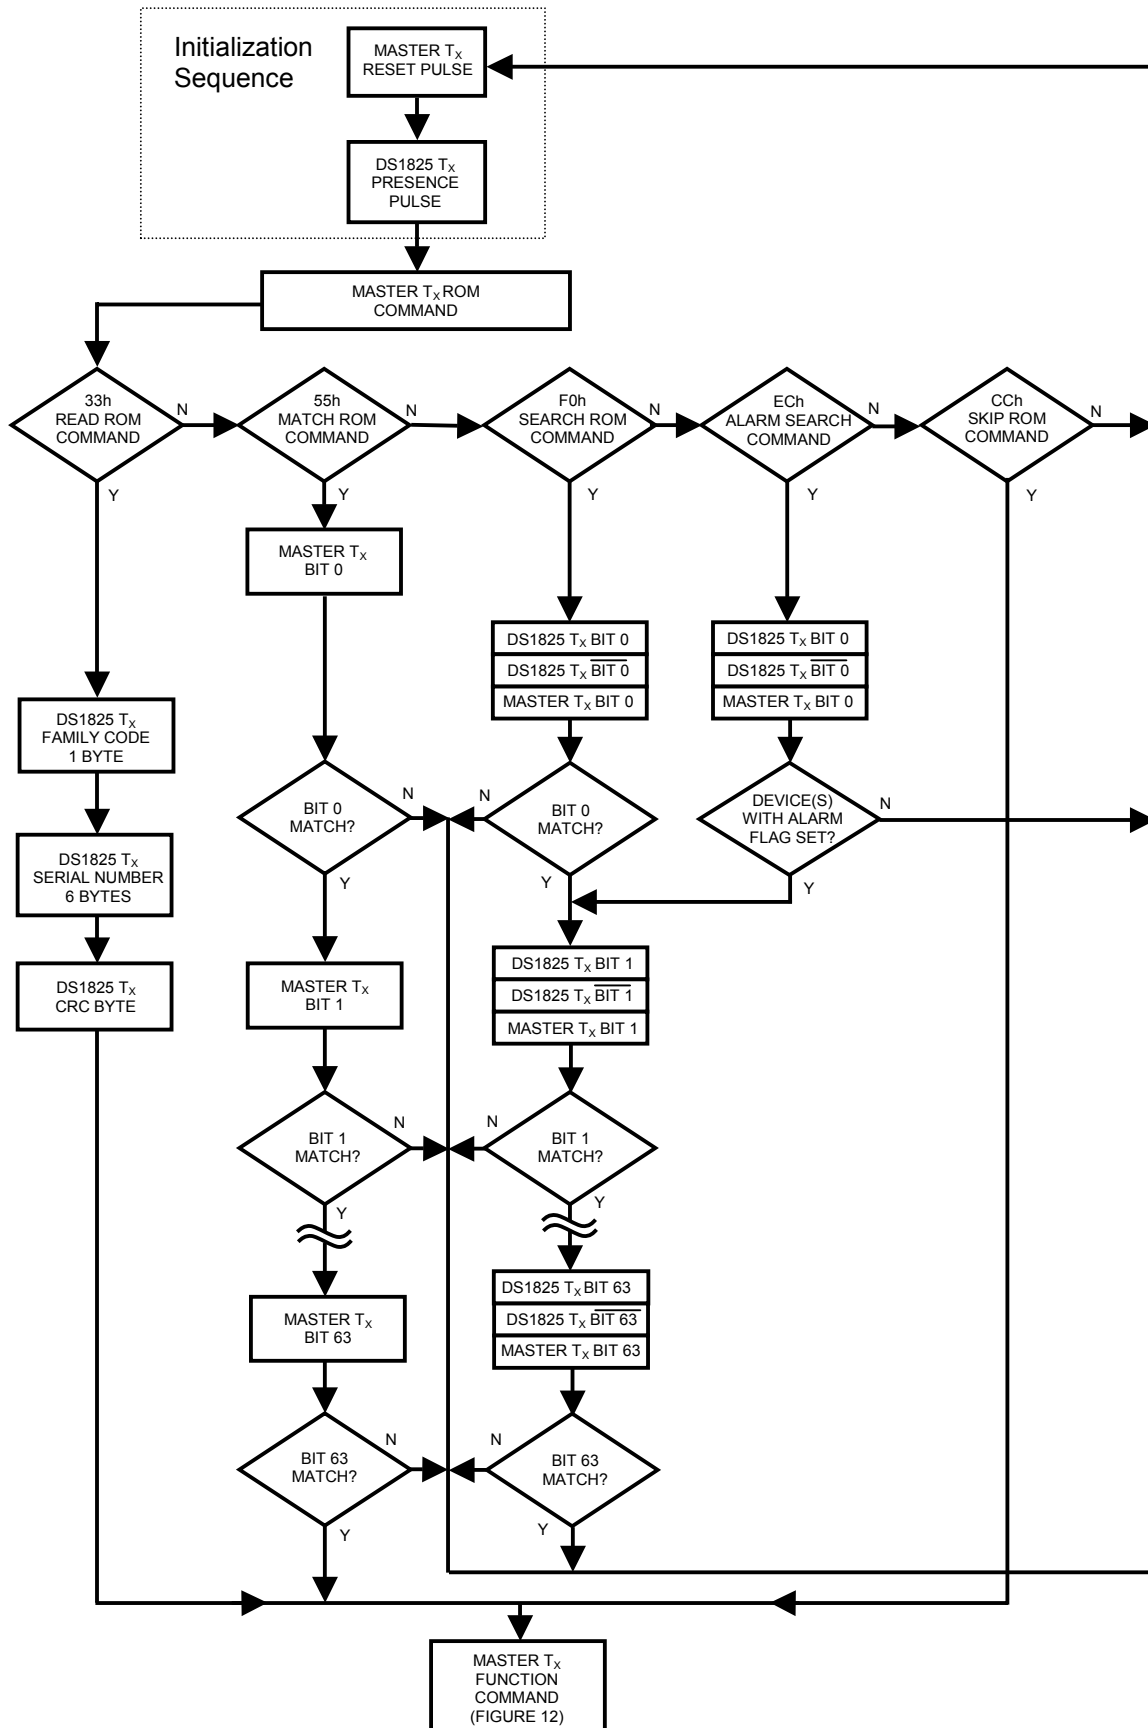 Initialization
Sequence
MASTER TX
RESET PULSE
DS1825 TX
PRESENCE
PULSE
MASTER TX ROM
COMMAND
33h
READ ROM
COMMAND
N
Y
55h
MATCH ROM
COMMAND
N
Y
F0h
SEARCH ROM
COMMAND
N
Y
ECh
ALARM SEARCH
COMMAND
N
Y
CCh
SKIP ROM
COMMAND
N
Y
MASTER TX
BIT 0
DS1825 TX BIT 0
DS1825 TX BIT 0
MASTER TX BIT 0
DS1825 TX BIT 0
DS1825 TX BIT 0
MASTER TX BIT 0
DS1825 TX
FAMILY CODE
1 BYTE
BIT 0
MATCH?
N
Y
BIT 0
MATCH?
N
Y
DEVICE(S)
WITH ALARM
FLAG SET?
N
Y
DS1825 TX
SERIAL NUMBER
6 BYTES
DS1825 TX
CRC BYTE
MASTER TX
BIT 1
DS1825 TX BIT 1
DS1825 TX BIT 1
MASTER TX BIT 1
BIT 1
MATCH?
N
Y
BIT 1
MATCH?
N
Y
MASTER TX
BIT 63
DS1825 TX BIT 63
DS1825 TX BIT 63
MASTER TX BIT 63
BIT 63
MATCH?
N
Y
BIT 63
MATCH?
N
Y
MASTER TX
FUNCTION
COMMAND
(FIGURE 12)